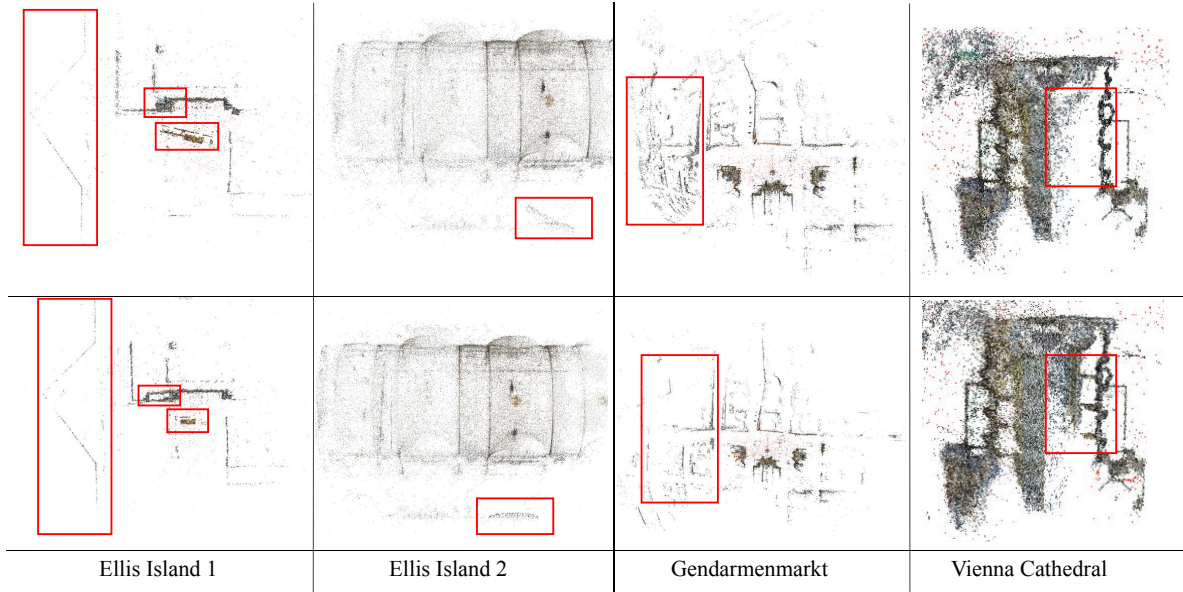 Ellis Island 1
Ellis Island 2
Gendarmenmarkt
Vienna Cathedral